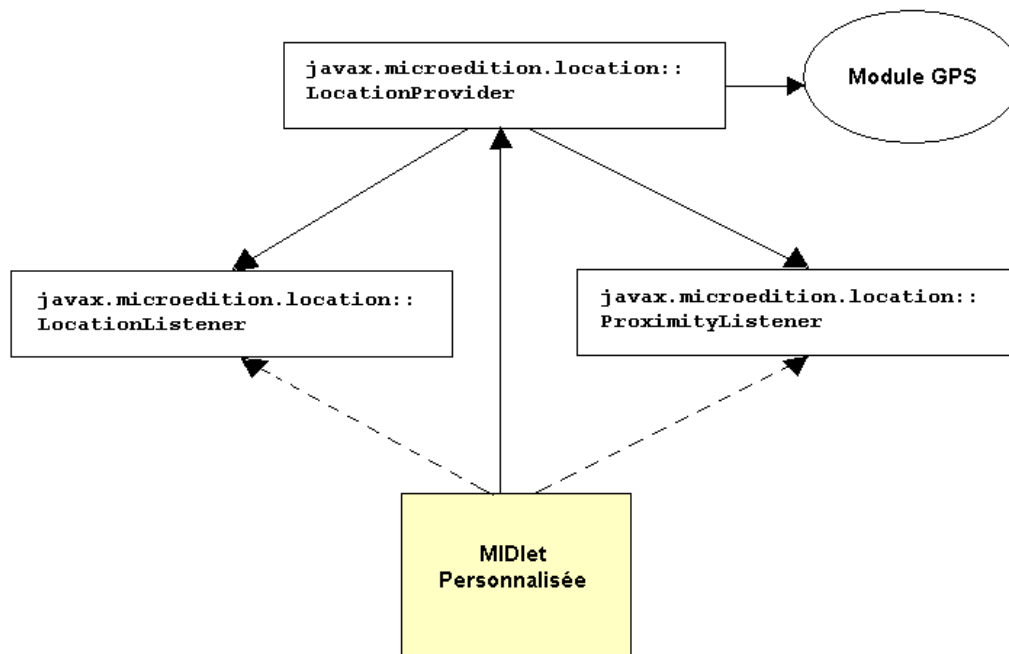 javax.microedition.location::
LocationProvider
Module GPS
javax.microedition.location::
LocationListener
javax.microedition.location::
ProximityListener
MIDlet
Personnalisée